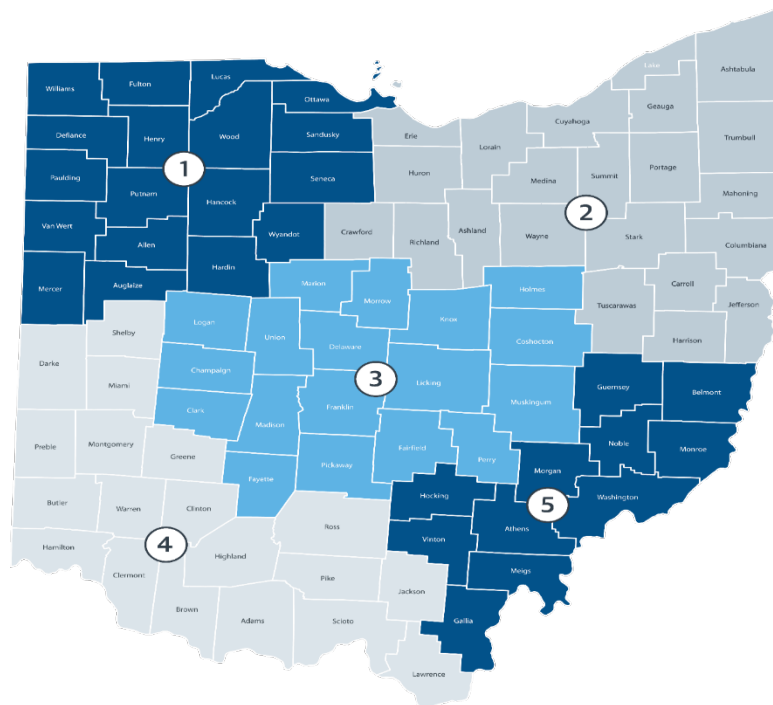 Williams
Fulton
Lucas
Ottawa
Defiance
Henry
Wood
Sandusky
Paulding
1
Putnam
Hancock
Seneca
Van Wert
Allen
Wyandot
Hardin
Mercer
Auglaize
Lake
Ashtabula
Geauga
Cuyahoga
Erie
Lorain
Trumbull
Huron
Medina
Summit
Portage
Mahoning
2
Crawford
Richland
Ashland
Wayne
Stark
Columbiana
Carroll
Tuscarawas
Jefferson
Harrison
Marion
Morrow
Holmes
Logan
Union
Knox
Delaware
Coshocton
Champaign
3
Licking
Clark
Franklin
Muskingum
Madison
Fairfield
Perry
Fayette
Pickaway
Shelby
Darke
Miami
Preble
Montgomery
Greene
Butler
Warren
Clinton
Ross
4
Hamilton
Highland
Clermont
Pike
Jackson
Brown
Adams
Scioto
Lawrence
Guernsey
Belmont
Noble
Monroe
Morgan
Hocking
5
Washington
Athens
Vinton
Meigs
Gallia